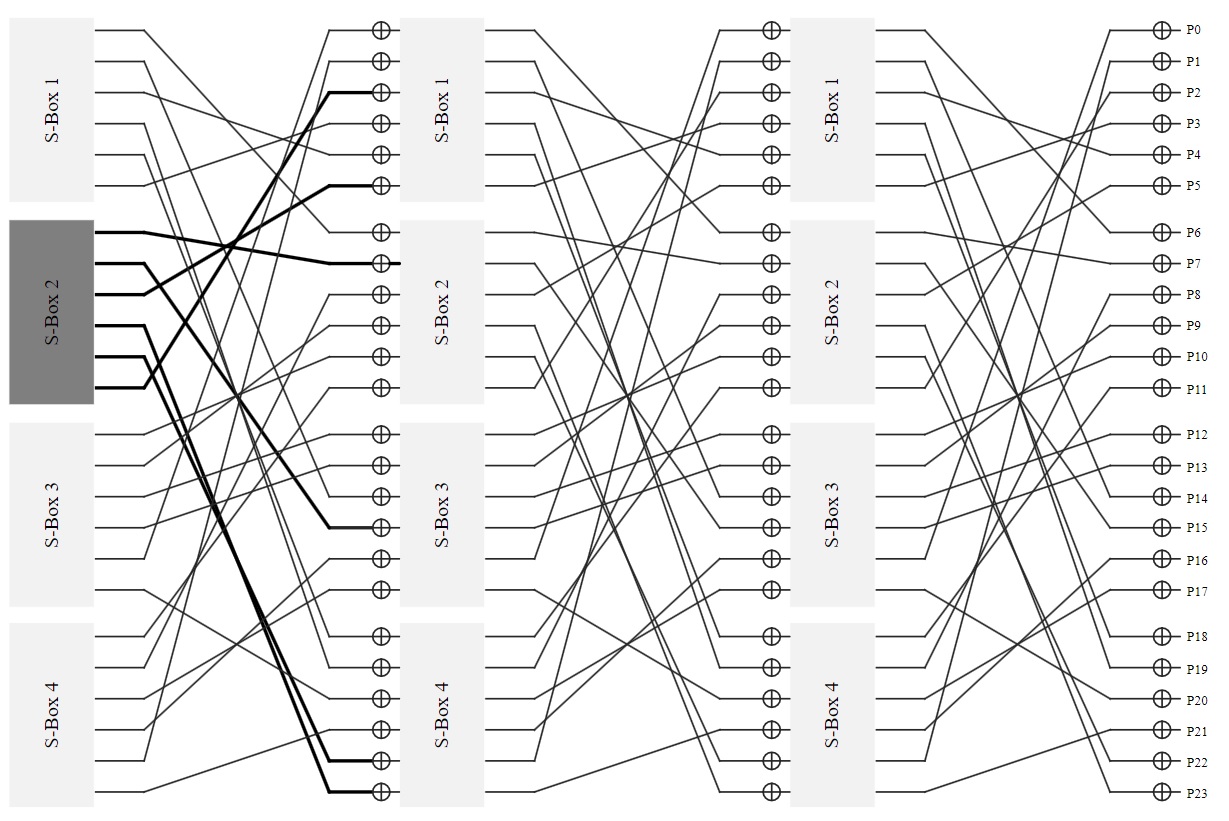 S-Box 1
S-Box 2
S-Box 3
S-Box 4
S-Box 1
S-Box 2
S-Box 3
S-Box 4
S-Box 1
S-Box 2
S-Box 3
S-Box 4
P0
P1
P2
P3
P4
P5
P6
P7
P8
P9
P10
P11
P12
P13
P14
P15
P16
P17
P18
P19
P20
P21
P22
P23